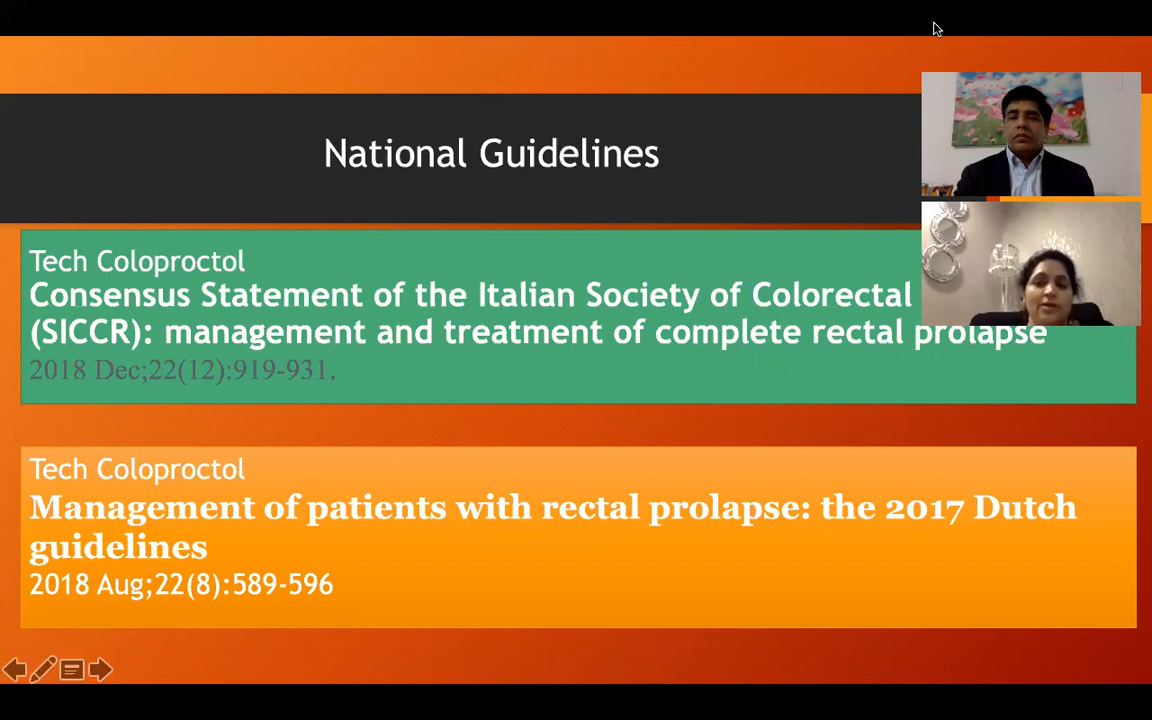 National Guidelines
Tech Coloproctol
Consensus Statement of the Italian Society of Colorectal
(SICCR): management and treatment of complete rectal prolapse
2018 Dec;22(12):919-931.
Tech Coloproctol
Management of patients with rectal prolapse: the 2017 Dutch
guidelines
2018 Aug;22(8):589-596